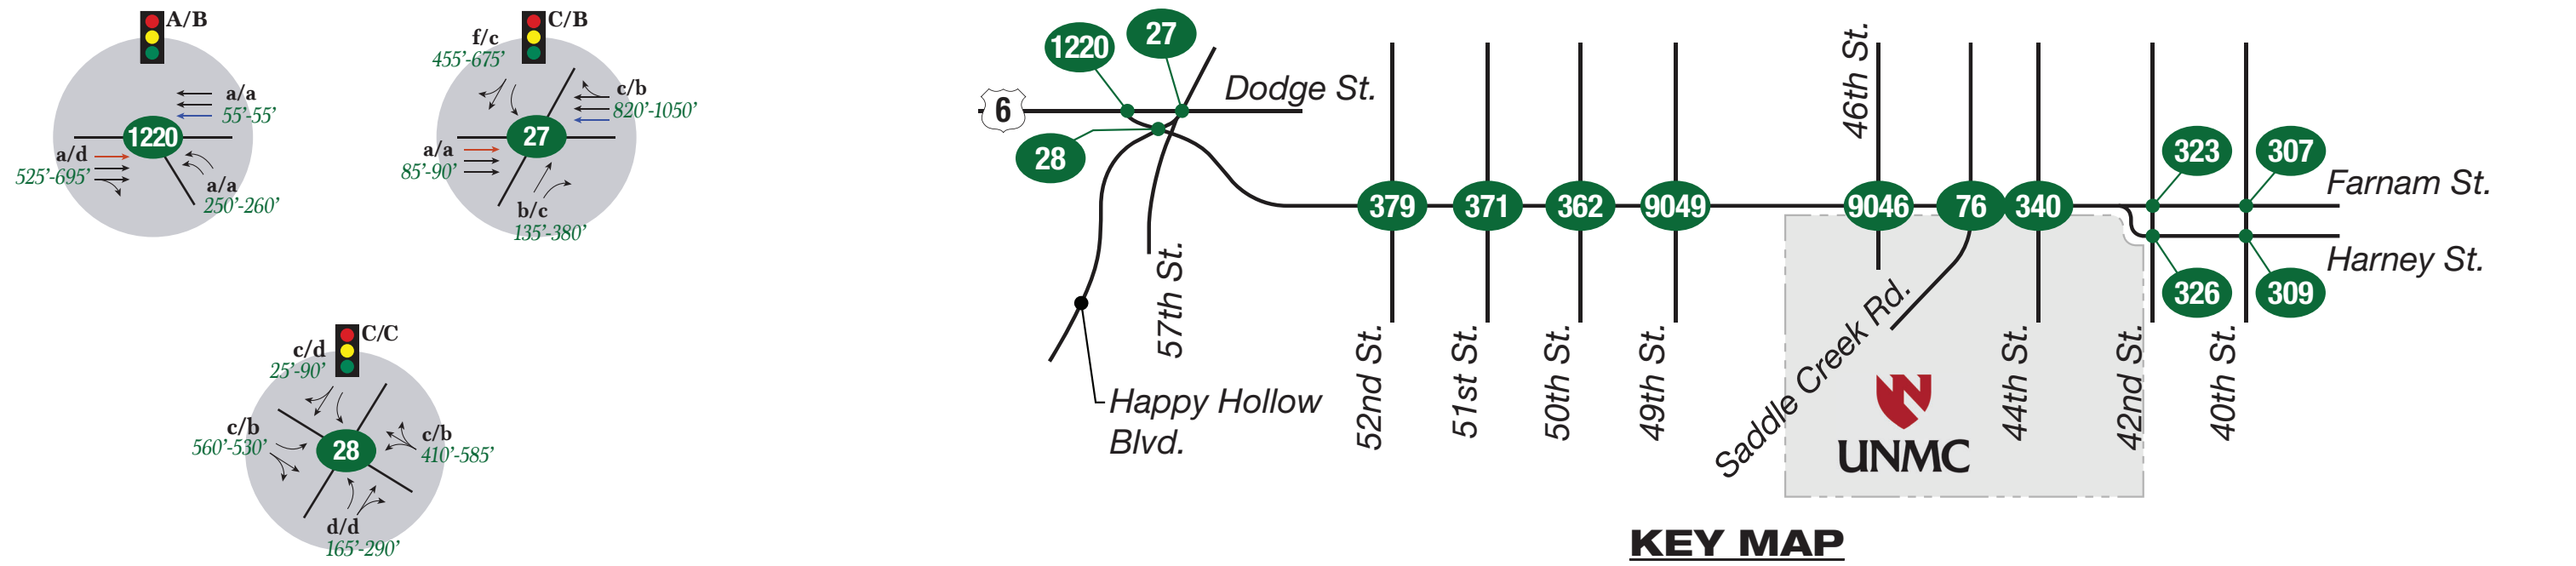 A/B
a/a
55'-55'
1220
a/d
525'-695'
a/a
250'-260'
C/B
f/c
455'-675'
c/b
820'-1050'
27
a/a
85'-90'
b/c
135'-380'
C/C
c/d
25'-90'
c/b
560'-530'
28
c/b
410'-585'
d/d
165'-290'
1220
27
6
Dodge St.
28
57th St.
Happy Hollow
Blvd.
379
371
362
9049
9046
76
340
46th St.
323
307
Farnam St.
Harney St.
326
309
52nd St.
51st St.
50th St.
49th St.
Saddle Creek Rd.
44th St.
42nd St.
40th St.
N
UNMC
KEY MAP